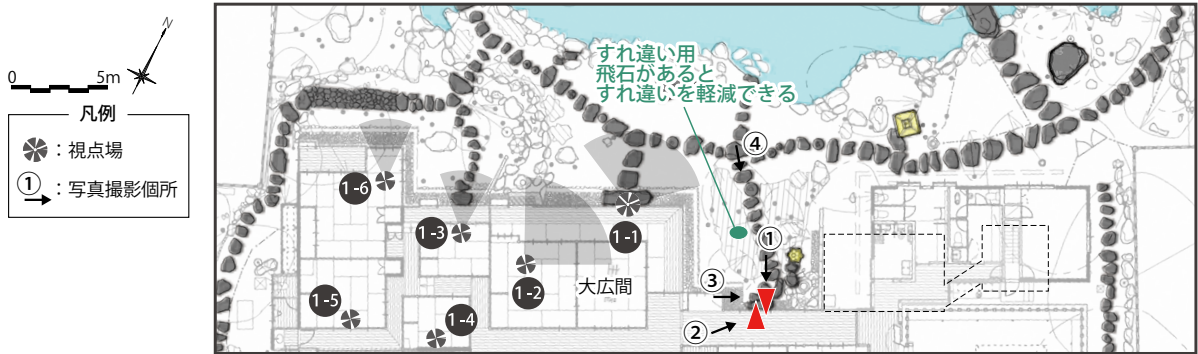 N
0 5m
凡例
：視点場
① ：写真撮影個所
すれ違い用
飛石があると
すれ違いを軽減できる
④
1-6
1-3
1-1
①
1-2
大広間
③
1-5
1-4
②